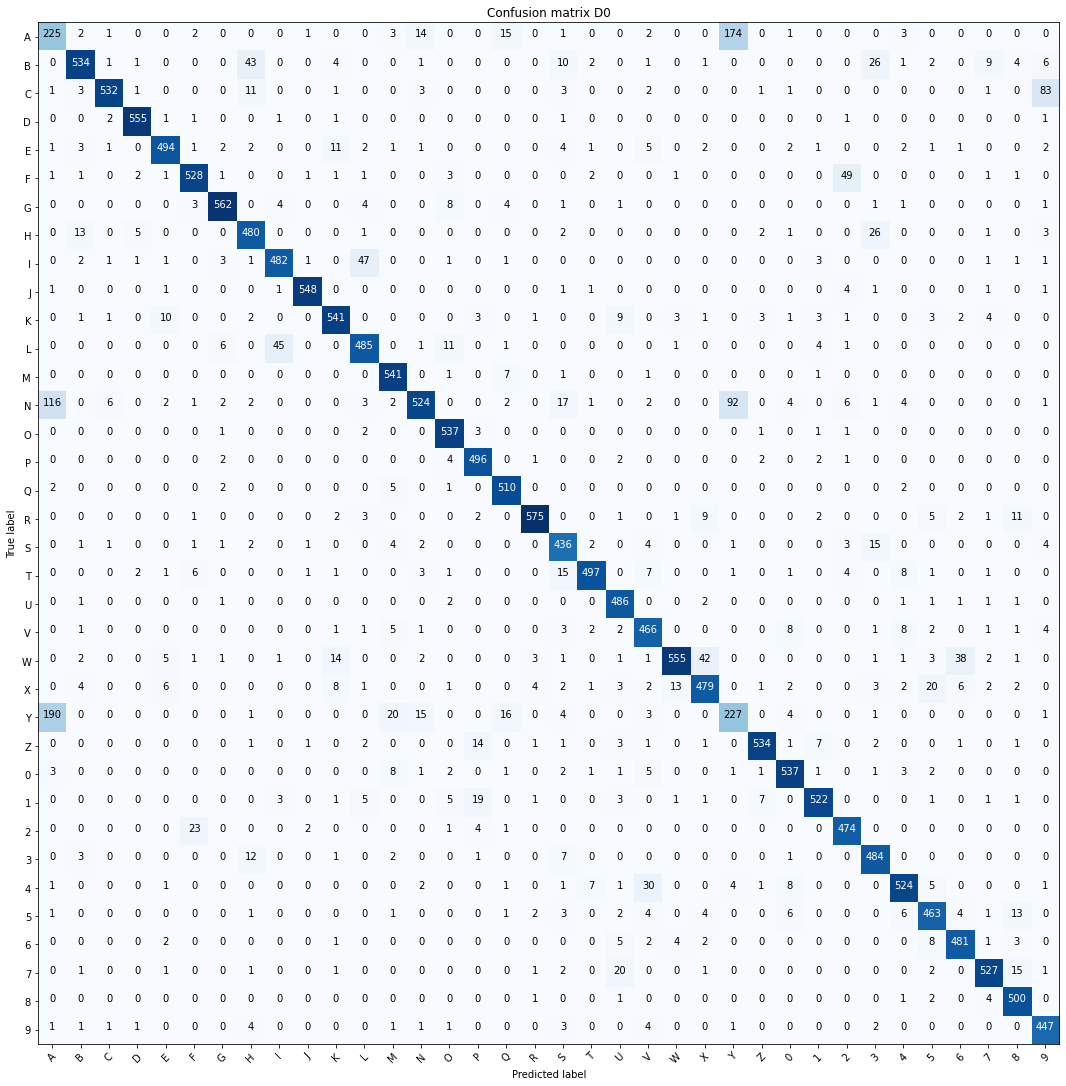 Confusion matrix D0
True label
A 225 2 1 0 0 2 0 0 0 1 0 0 3 14 0 0 15 0 1 0 0 2 0 0 174 0 1 0 0 0 3 0 0 0 0 0
B 0 534 1 1 0 0 0 43 0 0 4 0 0 1 0 0 0 0 10 2 0 1 0 1 0 0 0 0 0 26 1 2 0 9 4 6
C 1 3 532 1 0 0 0 11 0 0 1 0 0 3 0 0 0 0 3 0 0 2 0 0 0 1 1 0 0 0 0 0 0 1 0 83
D 0 0 2 555 1 1 0 0 1 0 1 0 0 0 0 0 0 0 1 0 0 0 0 0 0 0 0 0 1 0 0 0 0 0 0 1
E 1 3 1 0 494 1 2 2 0 0 11 2 1 1 0 0 0 0 4 1 0 5 0 2 0 0 2 1 0 0 0 2 1 1 0 2
F 1 1 0 2 1 528 1 0 0 1 1 1 0 0 3 0 0 0 0 2 0 0 1 0 0 0 0 0 49 0 0 0 0 1 1 0
G 0 0 0 0 0 3 562 0 4 0 0 4 0 0 8 0 4 0 1 0 1 0 0 0 0 0 0 0 0 1 1 0 0 0 0 1
H 0 13 0 5 0 0 0 480 0 0 0 1 0 0 0 0 0 0 2 0 0 0 0 0 0 2 1 0 0 26 0 0 0 1 0 3
I 0 2 1 1 1 0 3 1 482 1 0 47 0 0 1 0 1 0 0 0 0 0 0 0 0 0 0 3 0 0 0 0 0 1 1 1
J 1 0 0 0 1 0 0 0 1 548 0 0 0 0 0 0 0 0 1 1 0 0 0 0 0 0 0 0 4 1 0 0 0 1 0 1
K 0 1 1 0 10 0 0 2 0 0 541 0 0 0 0 3 0 1 0 0 9 0 3 1 0 3 1 3 1 0 0 3 2 4 0 0
L 0 0 0 0 0 0 6 0 45 0 0 485 0 1 11 0 1 0 0 0 0 0 1 0 0 0 0 4 1 0 0 0 0 0 0 0
M 0 0 0 0 0 0 0 0 0 0 0 0 541 0 1 0 7 0 0 0 0 1 0 0 0 0 0 1 0 0 0 0 0 0 0 0
N 116 0 6 0 2 1 2 2 0 0 0 3 2 524 0 0 2 0 17 1 0 2 0 0 92 0 4 0 6 1 4 0 0 0 0 1
O 0 0 0 0 0 0 1 0 0 0 0 2 0 0 537 3 0 0 0 0 0 0 0 0 0 1 0 1 1 0 0 0 0 0 0 0
P 0 0 0 0 0 0 2 0 0 0 0 0 0 0 4 496 0 1 0 0 2 0 0 0 0 2 0 2 1 0 0 0 0 0 0 0
Q 2 0 0 0 0 0 2 0 0 0 0 0 5 0 1 0 510 0 0 0 0 0 0 0 0 0 0 0 0 0 2 0 0 0 0 0
R 0 0 0 0 0 1 0 0 0 0 2 3 0 0 0 2 0 575 0 0 1 0 1 9 0 0 0 2 0 0 0 5 2 1 11 0
S 0 1 1 0 0 1 1 2 0 1 0 0 4 2 0 0 0 0 436 2 0 4 0 0 1 0 0 0 3 15 0 0 0 0 0 4
T 0 0 0 2 1 6 0 0 0 0 1 0 0 3 1 0 0 0 15 497 0 7 0 0 1 0 1 0 4 0 8 1 0 1 0 0
U 0 1 0 0 0 0 1 0 0 0 0 0 0 0 2 0 0 0 0 0 486 0 0 2 0 0 0 0 0 0 1 1 1 1 1 0
V 0 1 0 0 0 0 0 0 0 0 1 1 5 1 0 0 0 0 3 2 2 466 0 0 0 0 8 0 0 1 8 2 0 1 1 4
W 0 2 0 0 5 1 1 0 1 0 14 0 0 2 0 0 0 3 1 0 1 1 555 42 0 0 0 0 0 1 1 3 38 2 1 0
X 0 4 0 0 6 0 0 0 0 0 8 1 0 0 1 0 0 4 2 1 3 2 13 479 0 1 2 0 0 3 2 20 6 2 2 0
Y 190 0 0 0 0 0 0 1 0 0 0 0 20 15 0 0 16 0 4 0 0 3 0 0 227 0 4 0 0 1 0 0 0 0 0 1
Z 0 0 0 0 0 0 0 1 0 1 0 2 0 0 0 14 0 1 1 0 3 1 0 1 0 534 1 7 0 2 0 0 1 0 1 0
0 3 0 0 0 0 0 0 0 0 0 0 0 8 1 2 0 1 0 2 1 1 5 0 0 1 1 537 1 0 1 3 2 0 0 0 0
1 0 0 0 0 0 0 0 0 3 0 1 5 0 0 5 19 0 1 0 0 3 0 1 1 0 7 0 522 0 0 0 1 0 1 1 0
2 0 0 0 0 0 23 0 0 0 2 0 0 0 0 1 4 1 0 0 0 0 0 0 0 0 0 0 0 474 0 0 0 0 0 0 0
3 0 3 0 0 0 0 0 12 0 0 1 0 2 0 0 1 0 0 7 0 0 0 0 0 0 0 1 0 0 484 0 0 0 0 0 0
4 1 0 0 0 1 0 0 0 0 0 0 0 0 2 0 0 1 0 1 7 1 30 0 0 4 1 8 0 0 0 524 5 0 0 0 1
5 1 0 0 0 0 0 0 1 0 0 0 0 1 0 0 0 1 2 3 0 2 4 0 4 0 0 6 0 0 0 6 463 4 1 13 0
6 0 0 0 0 2 0 0 0 0 0 1 0 0 0 0 0 0 0 0 0 5 2 4 2 0 0 0 0 0 0 0 8 481 1 3 0
7 0 1 0 0 1 0 0 1 0 0 1 0 0 0 0 0 0 1 2 0 20 0 0 1 0 0 0 0 0 0 0 2 0 527 15 1
8 0 0 0 0 0 0 0 0 0 0 0 0 0 0 0 0 0 1 0 0 1 0 0 0 0 0 0 0 0 0 1 2 0 4 500 0
9 1 1 1 1 0 0 0 4 0 0 0 0 1 1 1 0 0 0 3 0 0 4 0 0 1 0 0 0 0 2 0 0 0 0 0 447
A B C D E F G H I J K L M N O P Q R S T U V W X Y Z 0 1 2 3 4 5 6 7 8 9
Predicted label